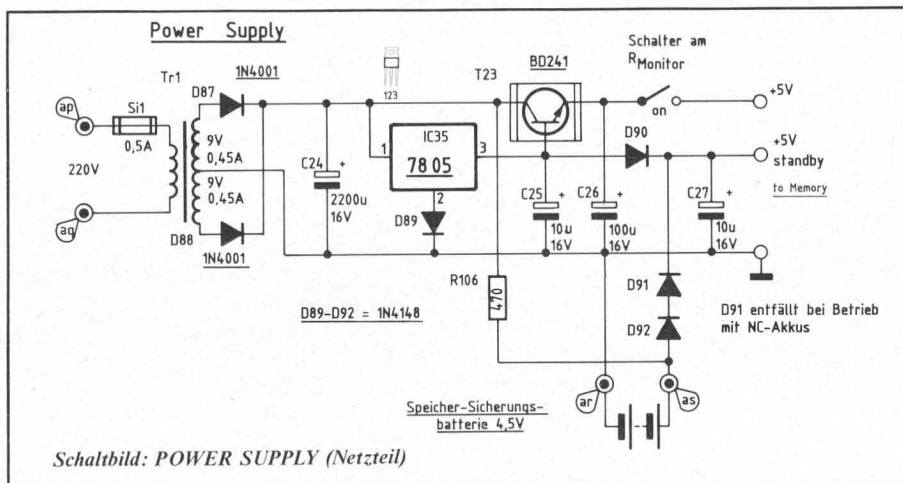 Power Supply
Tr1
D87
1N4001
123
T23
BD241
Schalter am
RMonitor
on
+5V
ap
Si1
0,5A
220V
aq
9V
0,45A
9V
0,45A
D88
1N4001
C24
+
2200u
16V
1
IC35
7805
3
2
D89
D90
+5V
standby
to Memory
C25
+
10u
16V
C26
+
100u
16V
C27
+
10u
16V
R106
470
D89-D92 = 1N4148
D91
D92
D91 entfällt bei Betrieb
mit NC-Akkus
ar
as
Speicher-Sicherungs-
batterie 4,5V
Schaltbild: POWER SUPPLY (Netzteil)